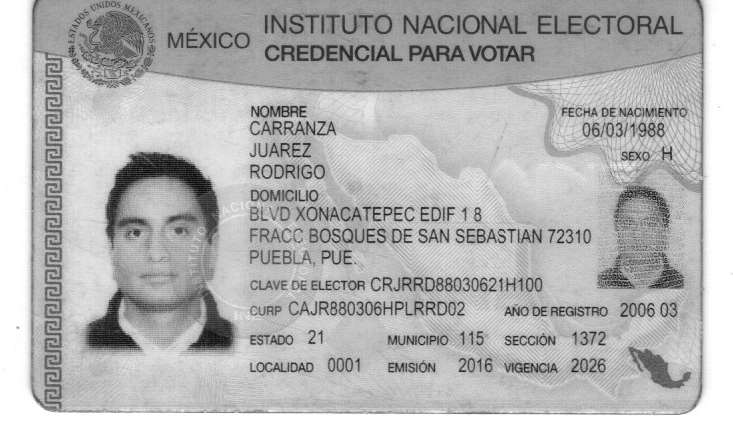 ESTADOS UNIDOS MEXICANOS
MÉXICO INSTITUTO NACIONAL ELECTORAL
CREDENCIAL PARA VOTAR
NOMBRE
CARRANZA
JUAREZ
RODRIGO
FECHA DE NACIMIENTO
06/03/1988
SEXO H
DOMICILIO
BLVD XONACATEPEC EDIF 1 8
FRACC BOSQUES DE SAN SEBASTIAN 72310
PUEBLA, PUE.
CLAVE DE ELECTOR CRJRRD88030621H100
CURP CAJR880306HPLRRD02 AÑO DE REGISTRO 2006 03
ESTADO 21 MUNICIPIO 115 SECCIÓN 1372
LOCALIDAD 0001 EMISIÓN 2016 VIGENCIA 2026